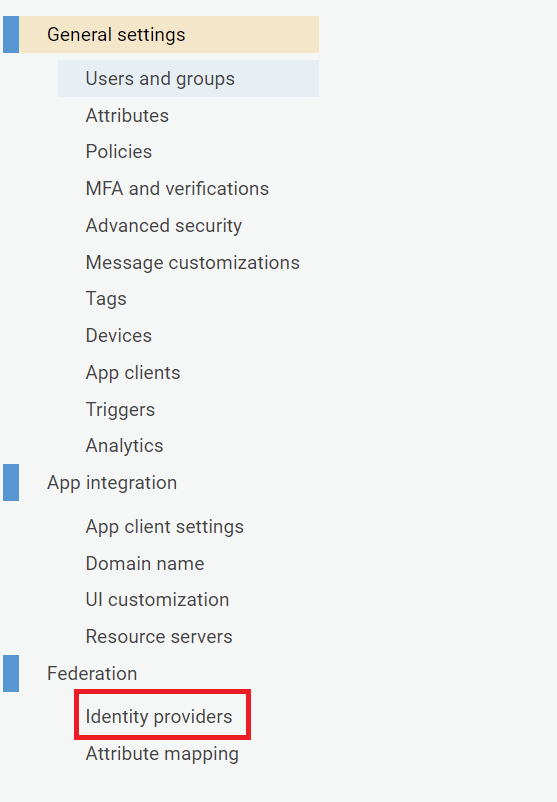 General settings
Users and groups
Attributes
Policies
MFA and verifications
Advanced security
Message customizations
Tags
Devices
App clients
Triggers
Analytics
App integration
App client settings
Domain name
UI customization
Resource servers
Federation
Identity providers
Attribute mapping